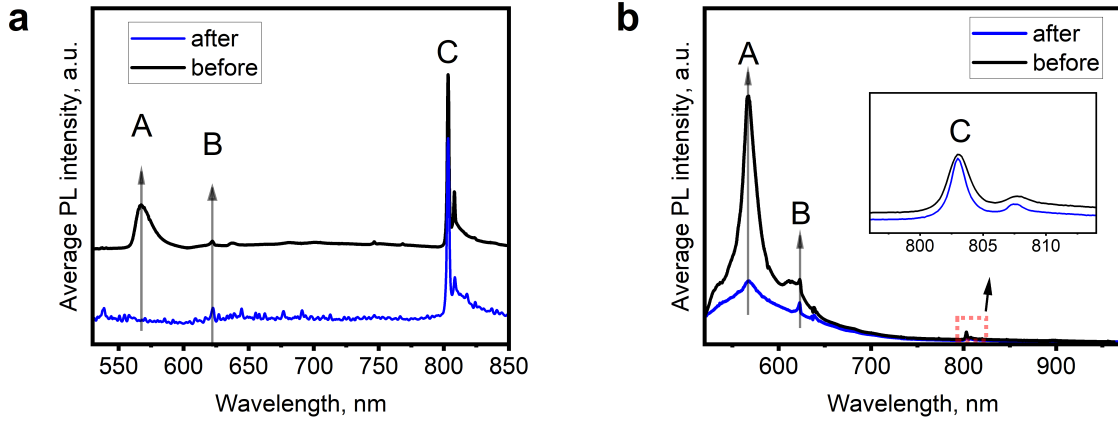 a
Average PL intensity, a.u.
after
before
A
B
C
550 600 650 700 750 800 850
Wavelength, nm
b
Average PL intensity, a.u.
after
before
A
B
C
800 805 810
600 700 800 900
Wavelength, nm